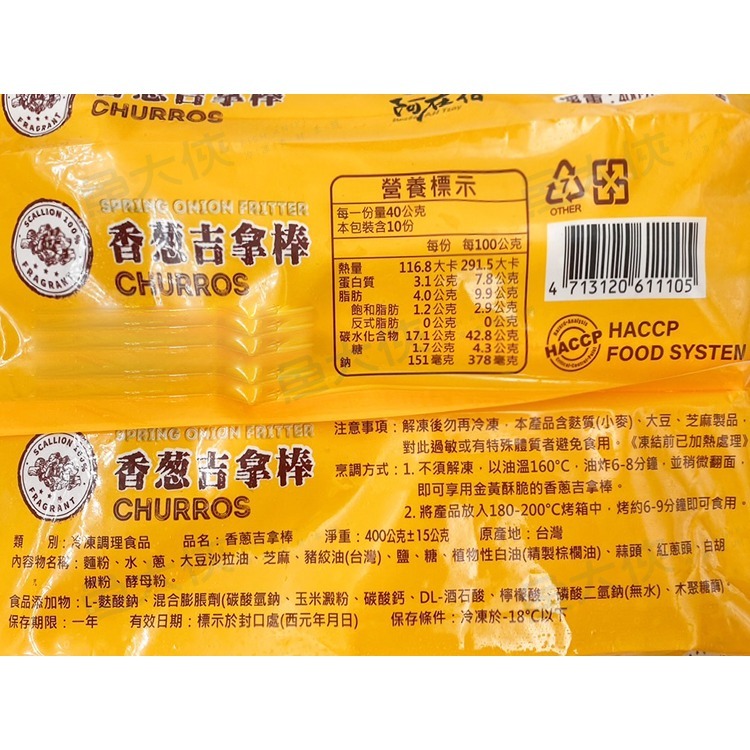 香葱吉拿棒
CHURROS
FRAGRANT
SPRING ONION FRITTER
SCALLION 100%
FRAGRANT
香葱吉拿棒
CHURROS
營養標示
每一份量40公克
本包裝含10份
每份 每100公克
熱量 116.8大卡 291.5大卡
蛋白質 3.1公克 7.8公克
脂肪 4.0公克 9.9公克
飽和脂肪 1.2公克 2.9公克
反式脂肪 0公克 0公克
碳水化合物 17.1公克 42.8公克
糖 1.7公克 4.3公克
鈉 151毫克 378毫克
7
OTHER
4 713120 611105
HACCP
HACCP
FOOD SYSTEM
SPRING ONION FRITTER
SCALLION 100%
FRAGRANT
香葱吉拿棒
CHURROS
注意事項：解凍後勿再冷凍，本產品含麩質(小麥)、大豆、芝麻製品，
對此過敏或有特殊體質者避免食用。《凍結前已加熱處理》
烹調方式：1. 不須解凍，以油溫160°C，油炸6-8分鐘，並稍微翻面，
即可享用金黃酥脆的香蔥吉拿棒。
2. 將產品放入180-200°C烤箱中，烤約6-9分鐘即可食用。
類 別：冷凍調理食品 品名：香蔥吉拿棒 淨重：400公克±15公克 原產地：台灣
內容物名稱：麵粉、水、蔥、大豆沙拉油、芝麻、豬絞油(台灣)、鹽、糖、植物性白油(精製棕櫚油)、蒜頭、紅蔥頭、白胡
椒粉、酵母粉。
食品添加物：L-麩酸鈉、混合膨脹劑(碳酸氫鈉、玉米澱粉、碳酸鈣、DL-酒石酸、檸檬酸、磷酸二氫鈉(無水)、木聚糖酶)。
保存期限：一年 有效日期：標示於封口處(西元年月日) 保存條件：冷凍於-18°C以下
魚大俠
魚大俠